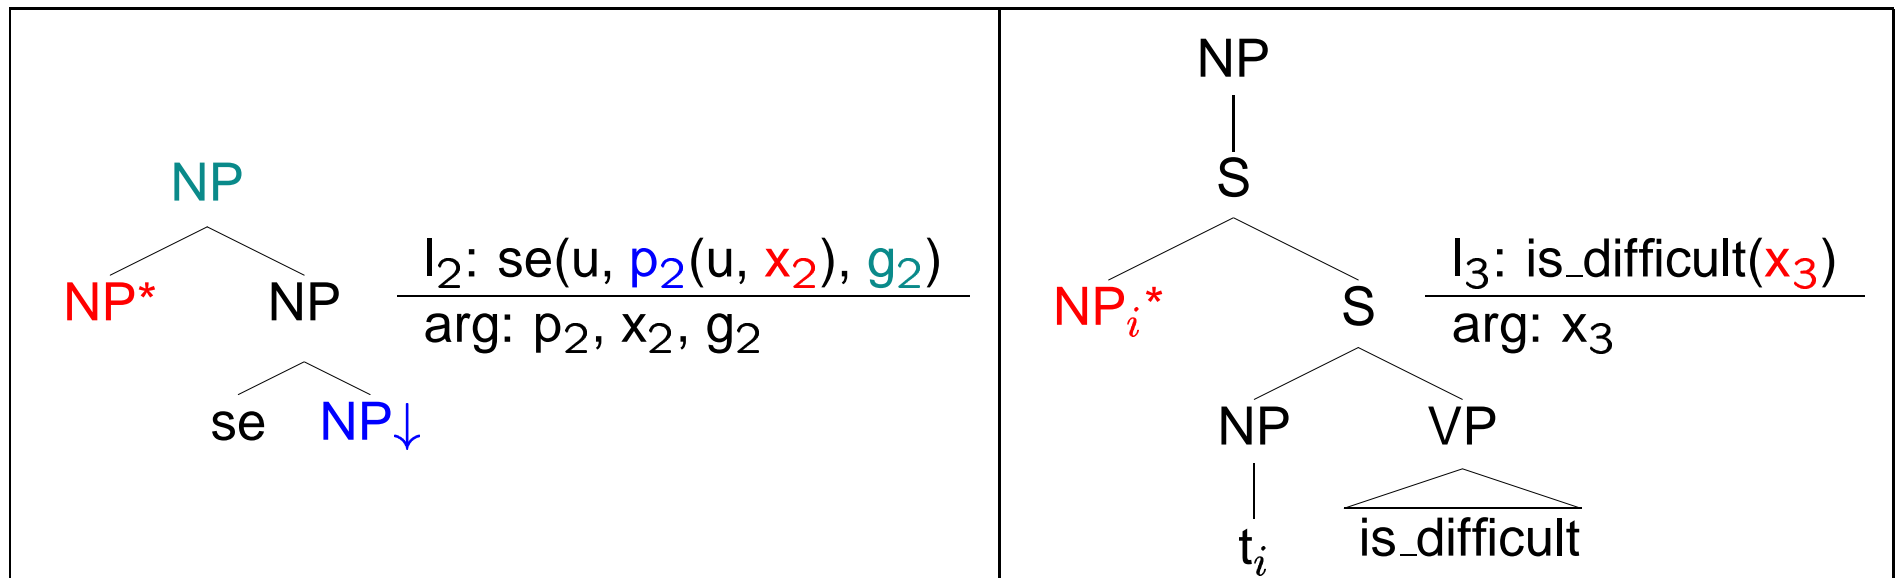 NP
NP* NP
se NP↓
l₂: se(u, p₂(u, x₂), g₂)
arg: p₂, x₂, g₂
NP
S
NPᵢ* S
NP VP
tᵢ is_difficult
l₃: is_difficult(x₃)
arg: x₃